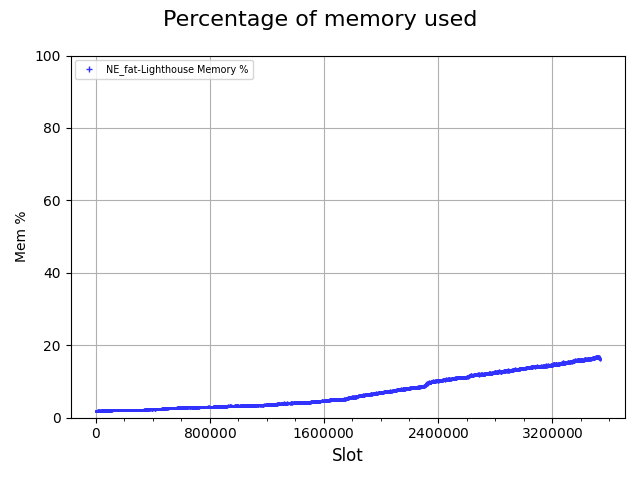 Percentage of memory used
NE_fat-Lighthouse Memory %
100
80
60
40
20
0
Mem %
0 800000 1600000 2400000 3200000
Slot